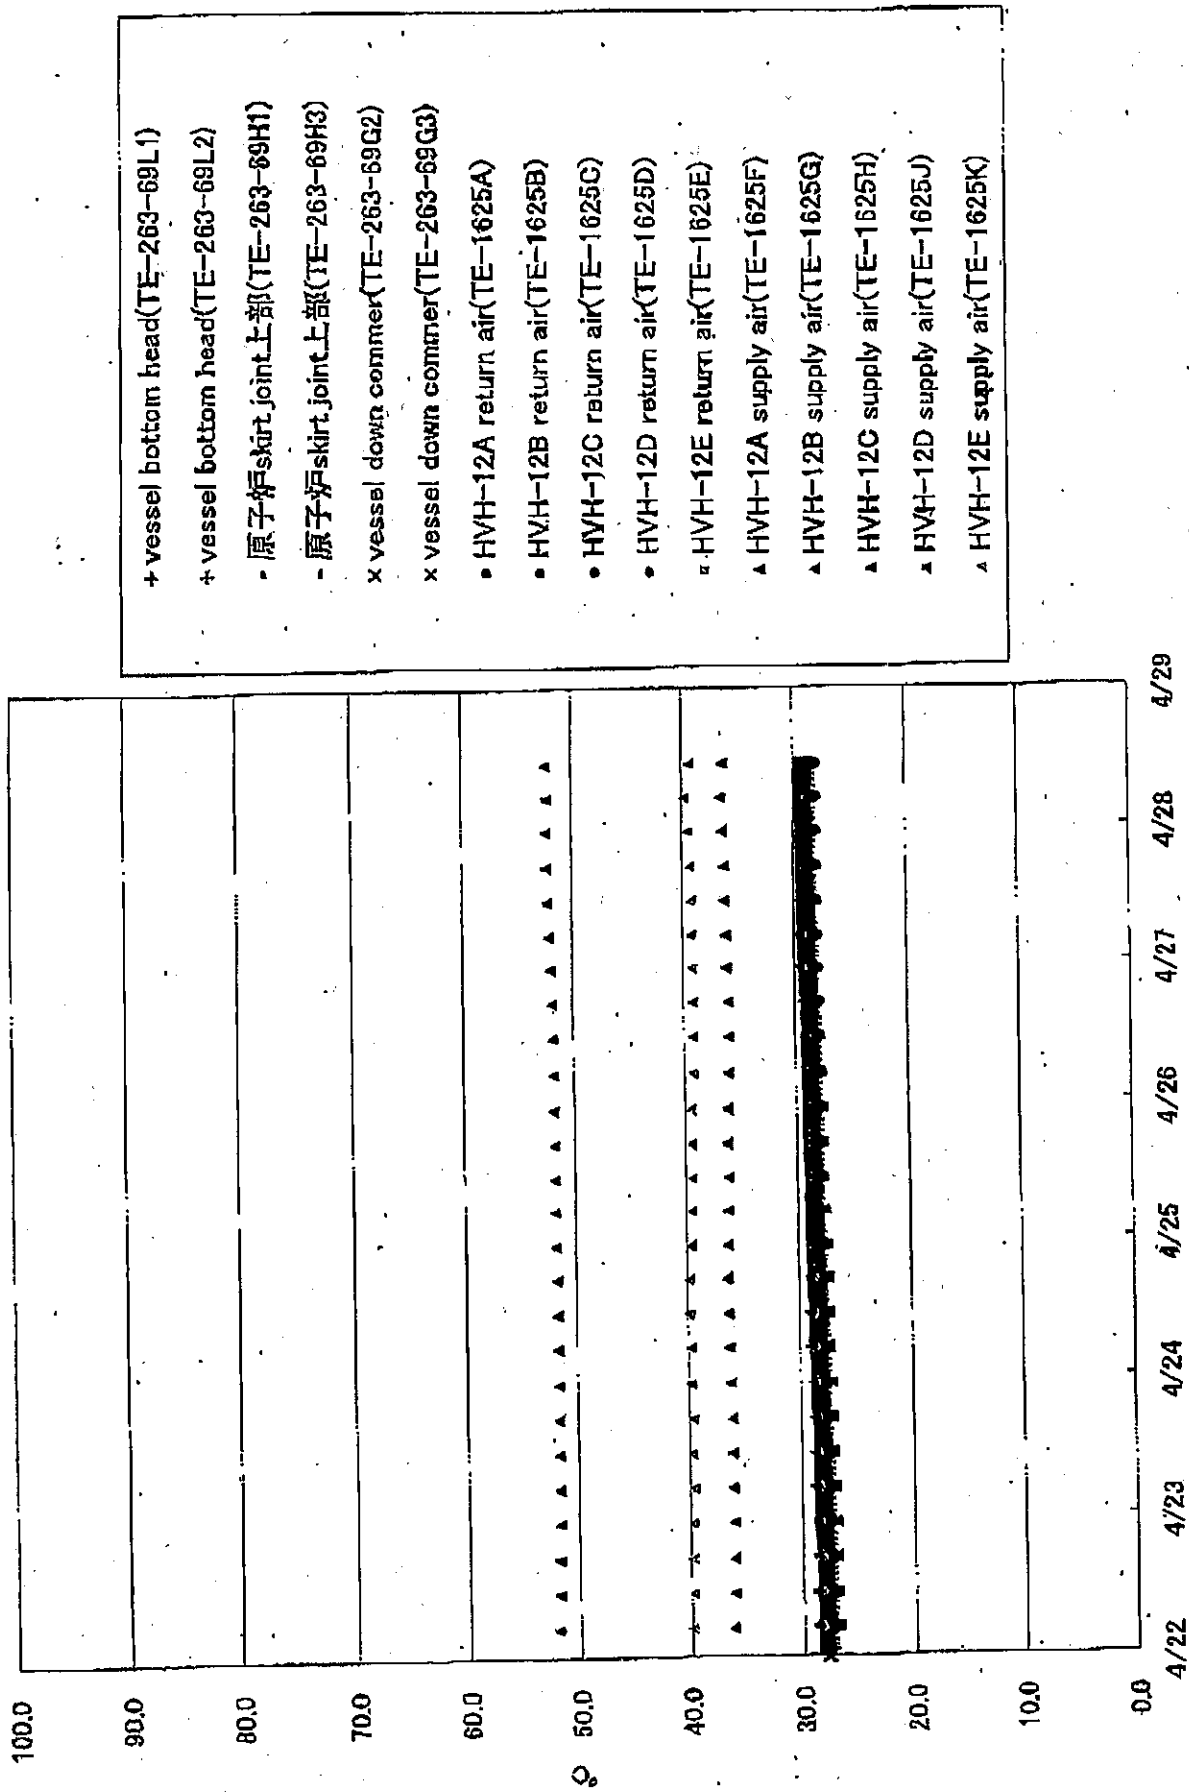 100.0
90.0
80.0
70.0
60.0
50.0
40.0
30.0
20.0
10.0
0.0
℃
4/22
4/23
4/24
4/25
4/26
4/27
4/28
4/29
+ vessel bottom head(TE-263-69L1)
+ vessel bottom head(TE-263-69L2)
- 原子炉skirt joint上部(TE-263-69H1)
- 原子炉skirt joint上部(TE-263-69H3)
x vessel down commer(TE-263-69G2)
x vessel down commer(TE-263-69G3)
● HVH-12A return air(TE-1625A)
● HVH-12B return air(TE-1625B)
● HVH-12C return air(TE-1625C)
● HVH-12D return air(TE-1625D)
□ HVH-12E return air(TE-1625E)
▲ HVH-12A supply air(TE-1625F)
▲ HVH-12B supply air(TE-1625G)
▲ HVH-12C supply air(TE-1625H)
▲ HVH-12D supply air(TE-1625J)
▲ HVH-12E supply air(TE-1625K)